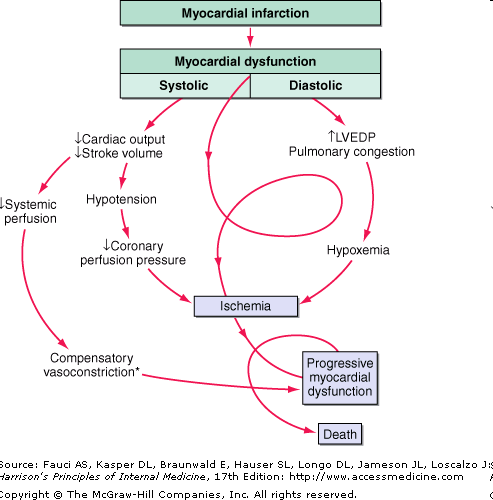 Myocardial infarction
Myocardial dysfunction
Systolic
Diastolic
↓Cardiac output
↓Stroke volume
↑LVEDP
Pulmonary congestion
↓Systemic
perfusion
Hypotension
↓Coronary
perfusion pressure
Hypoxemia
Ischemia
Compensatory
vasoconstriction*
Progressive
myocardial
dysfunction
Death
Source: Fauci AS, Kasper DL, Braunwald E, Hauser SL, Longo DL, Jameson JL, Loscalzo J:
Harrison's Principles of Internal Medicine, 17th Edition: http://www.accessmedicine.com
Copyright © The McGraw-Hill Companies, Inc. All rights reserved.